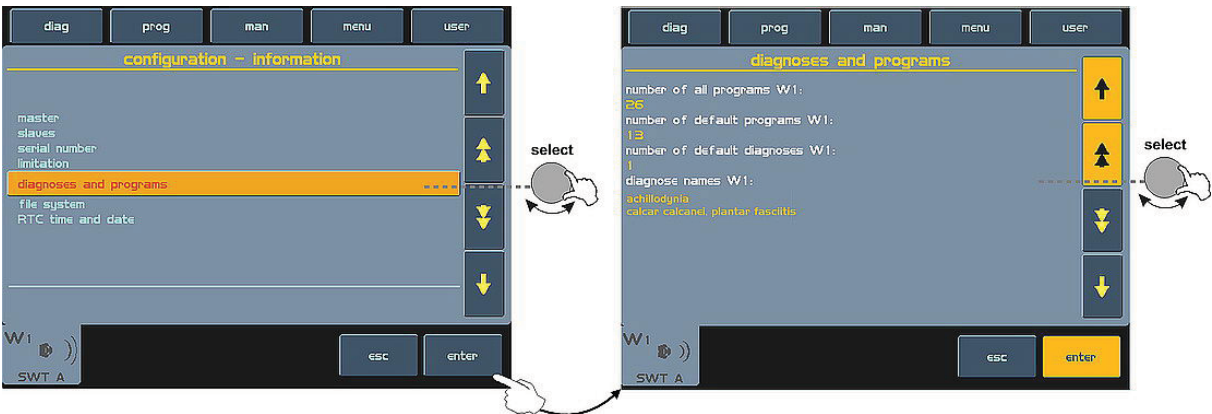 diag prog man menu user
configuration - information
master
slaves
serial number
limitation
diagnoses and programs
file system
RTC time and date
W1
SWT A
esc enter
select
diag prog man menu user
diagnoses and programs
number of all programs W1:
26
number of default programs W1:
13
number of default diagnoses W1:
1
diagnose names W1:
achillodynia
calcar calcanei, plantar fasciitis
W1
SWT A
esc enter
select